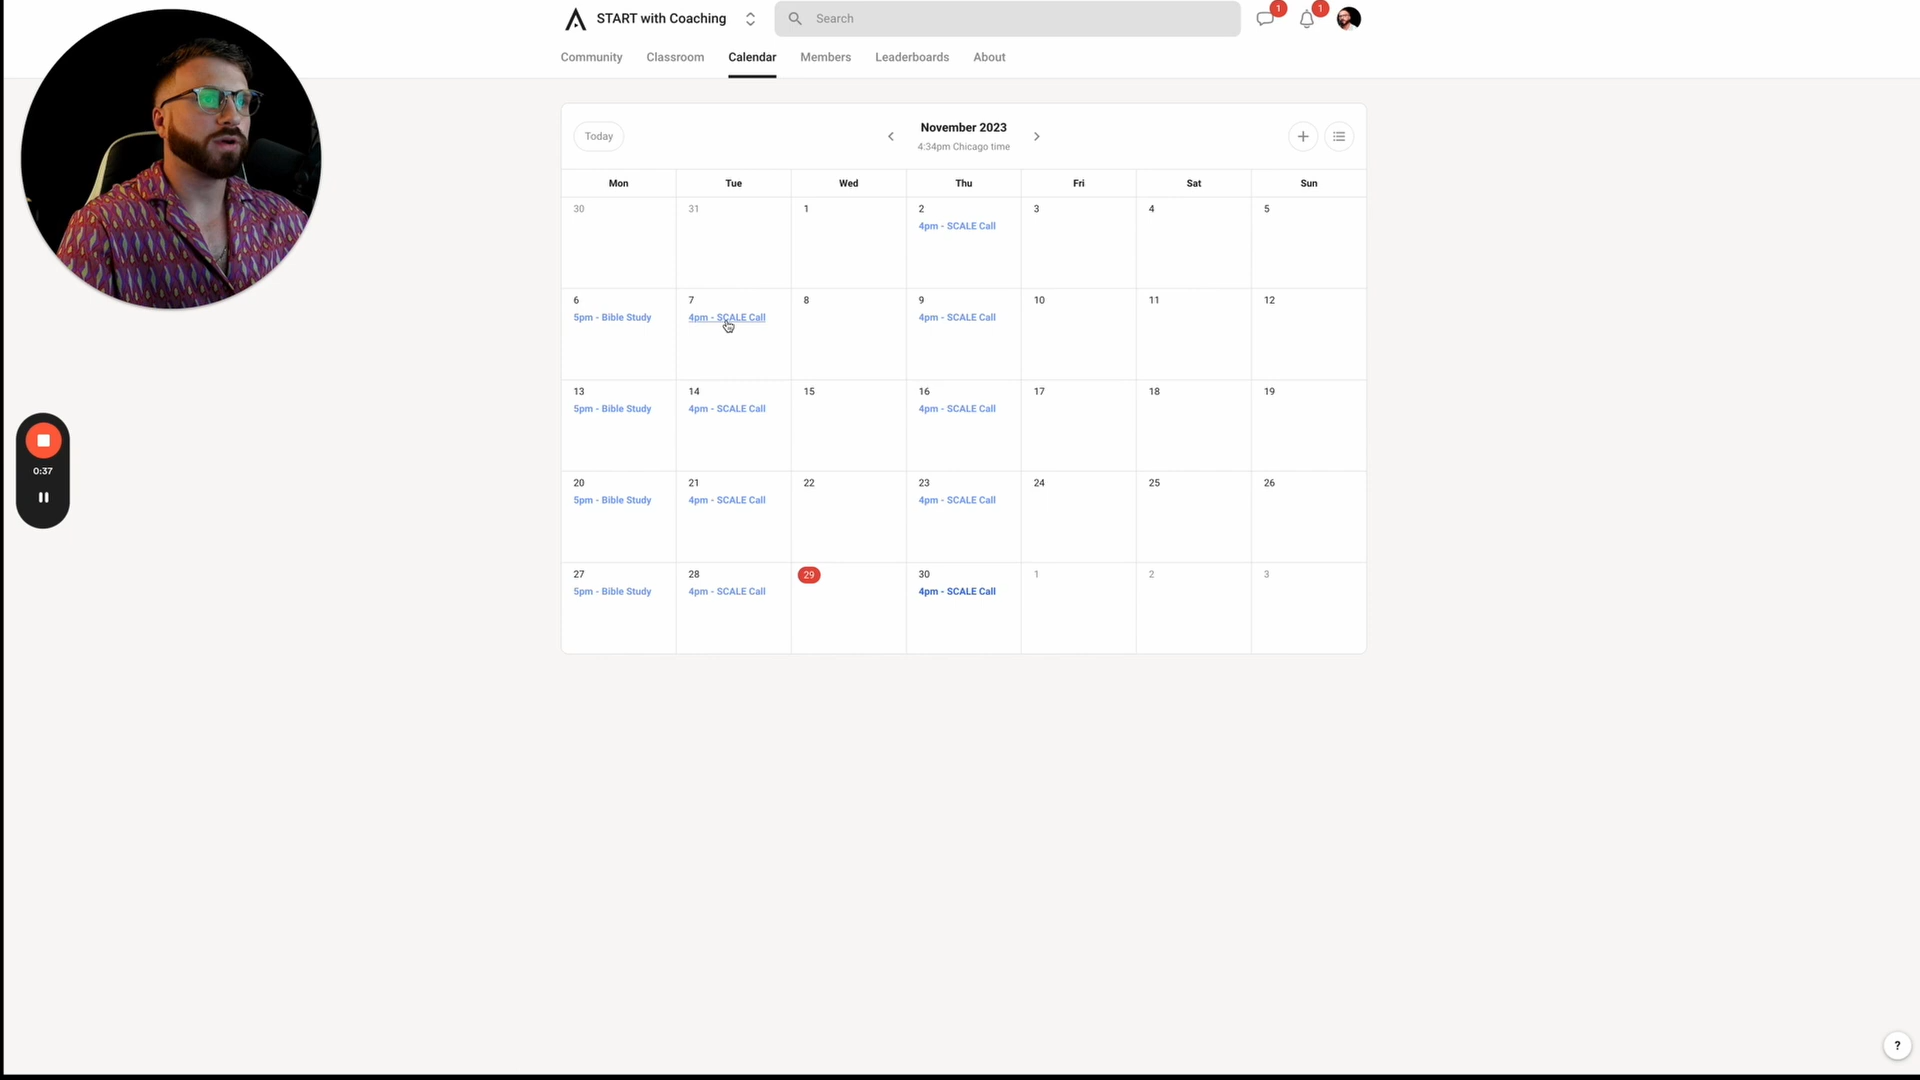 START with Coaching
Search
1
1
Community Classroom Calendar Members Leaderboards About
Today
November 2023
4:34pm Chicago time
Mon Tue Wed Thu Fri Sat Sun
30 31 1 2 3 4 5
4pm - SCALE Call
6 7 8 9 10 11 12
5pm - Bible Study 4pm - SCALE Call 4pm - SCALE Call
13 14 15 16 17 18 19
5pm - Bible Study 4pm - SCALE Call 4pm - SCALE Call
0:37
20 21 22 23 24 25 26
5pm - Bible Study 4pm - SCALE Call 4pm - SCALE Call
27 28 29 30 1 2 3
5pm - Bible Study 4pm - SCALE Call 4pm - SCALE Call
?